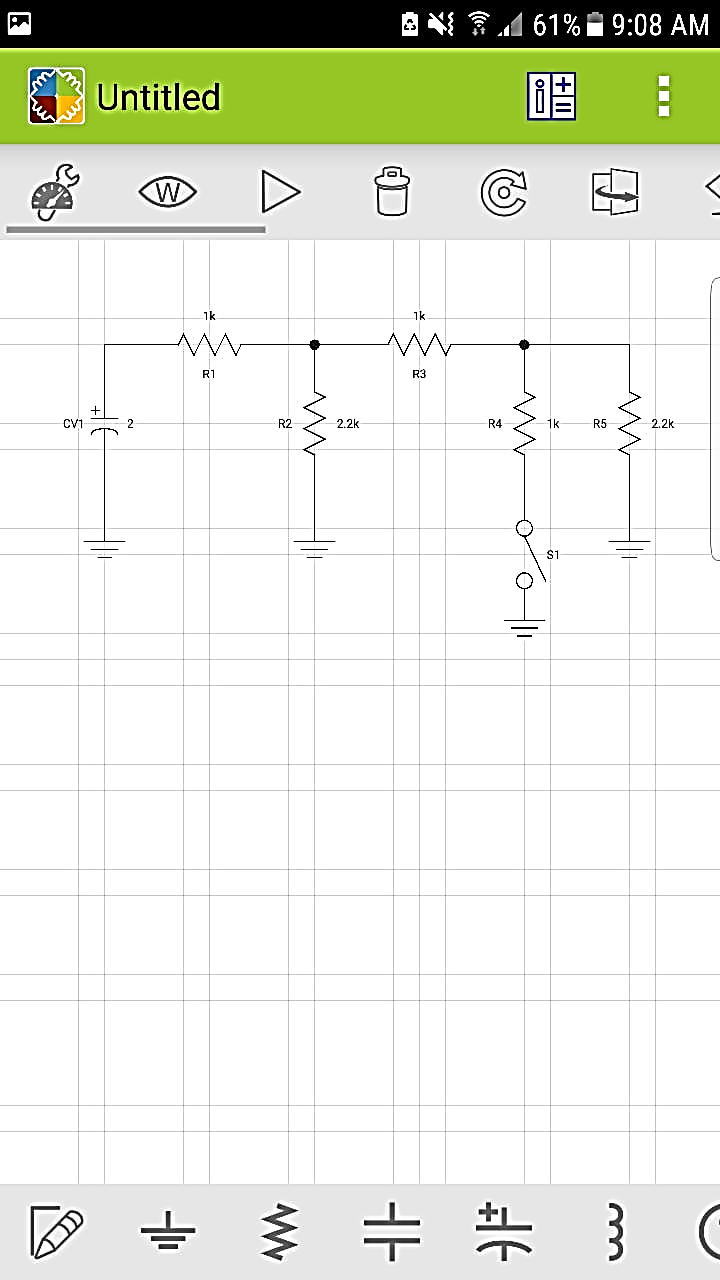 61% 9:08 AM
Untitled
W
1k 1k
R1 R3
CV1 + 2 R2 2.2k R4 1k R5 2.2k
S1